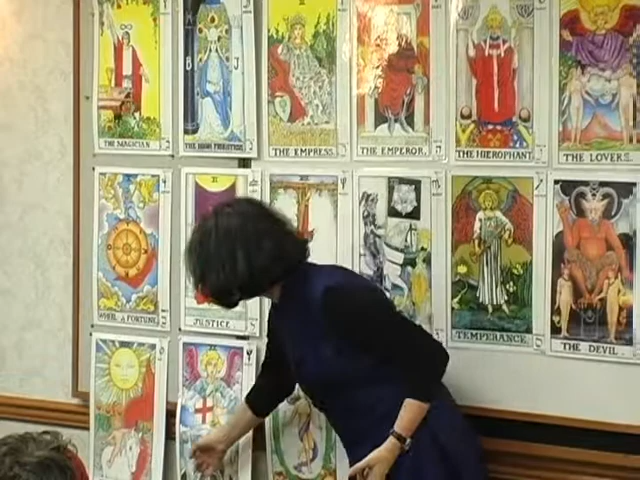 THE MAGICIAN.
THE HIGH PRIESTESS
THE EMPRESS.
THE EMPEROR.
THE HIEROPHANT
THE LOVERS.
B J
WHEEL of FORTUNE.
JUSTICE
TEMPERANCE.
THE DEVIL